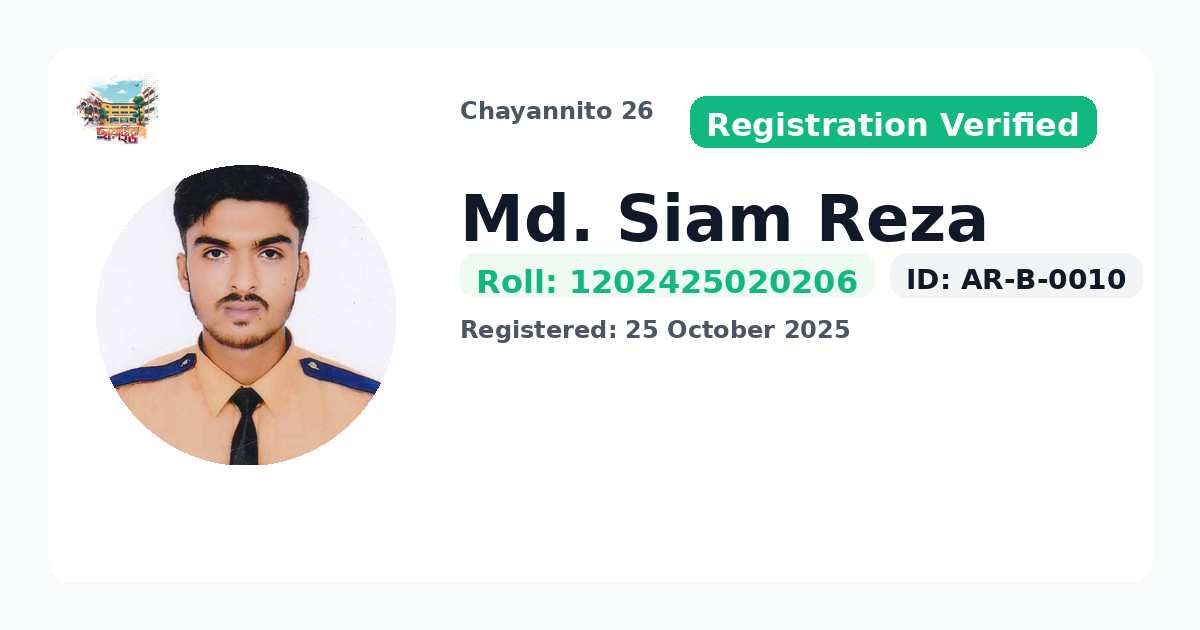 Chayannito 26
Registration Verified
Md. Siam Reza
Roll: 1202425020206
ID: AR-B-0010
Registered: 25 October 2025